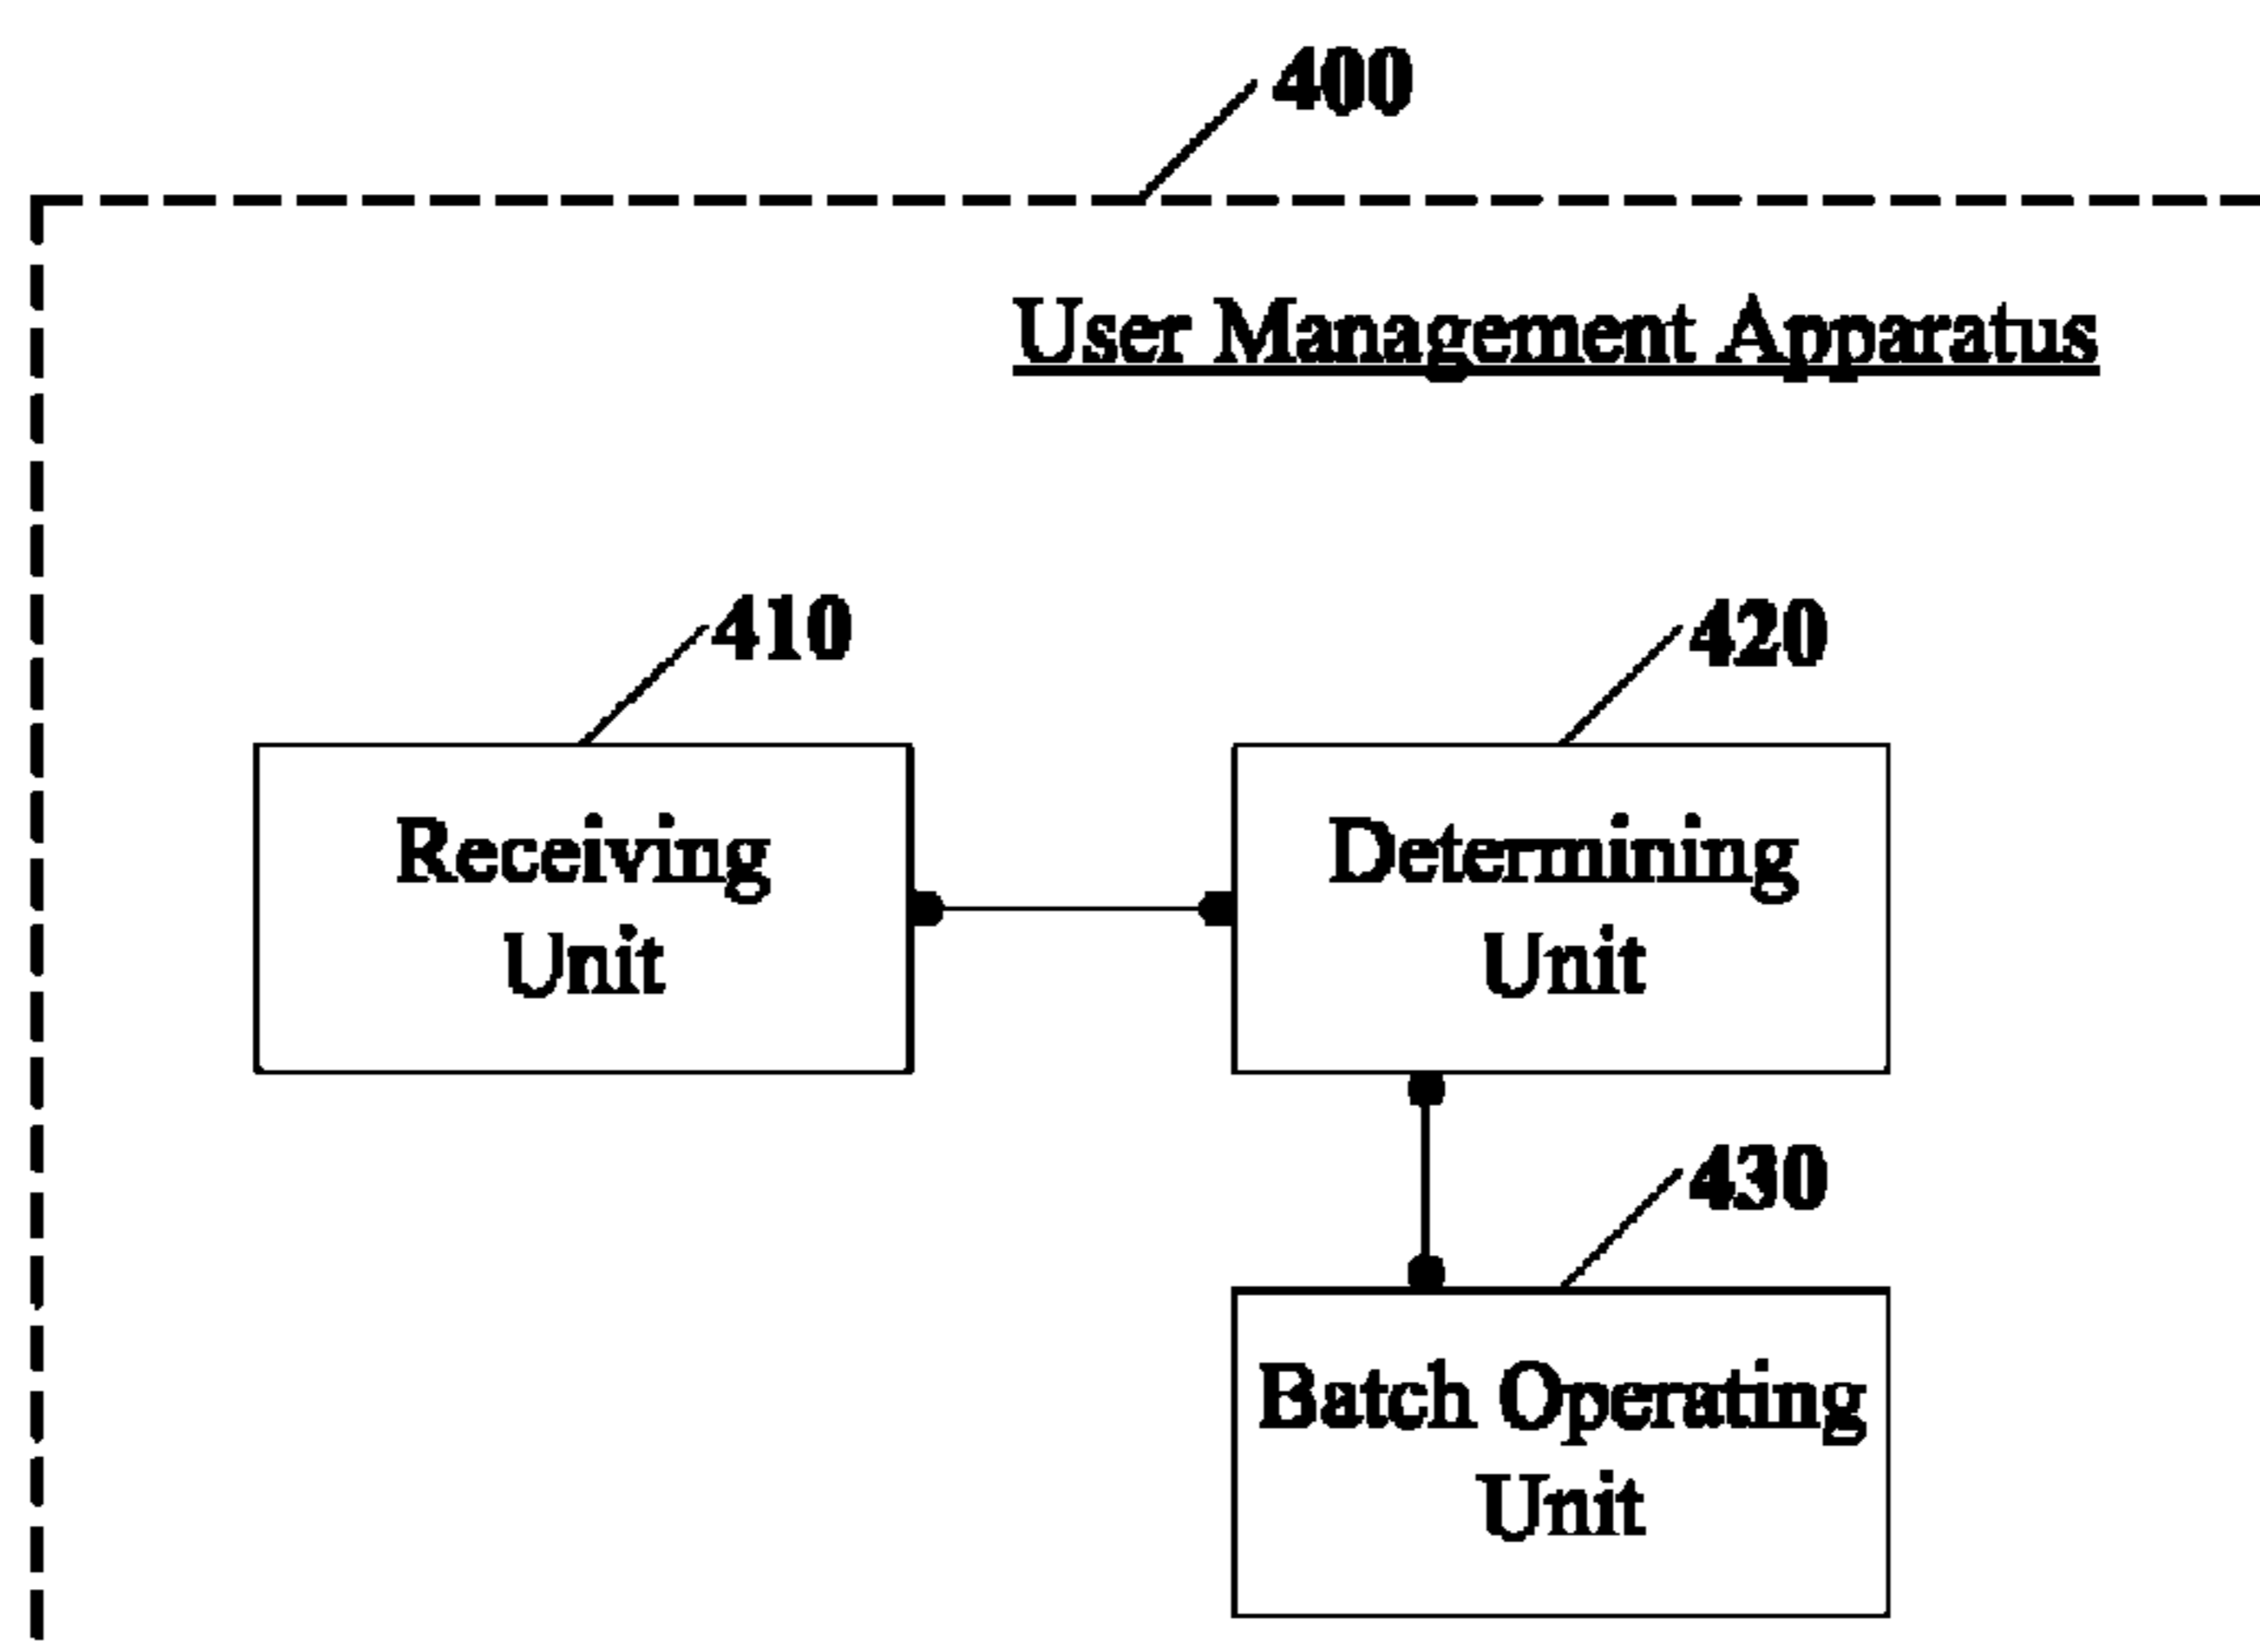 400
User Management Apparatus
410
420
Receiving
Unit
Determining
Unit
430
Batch Operating
Unit